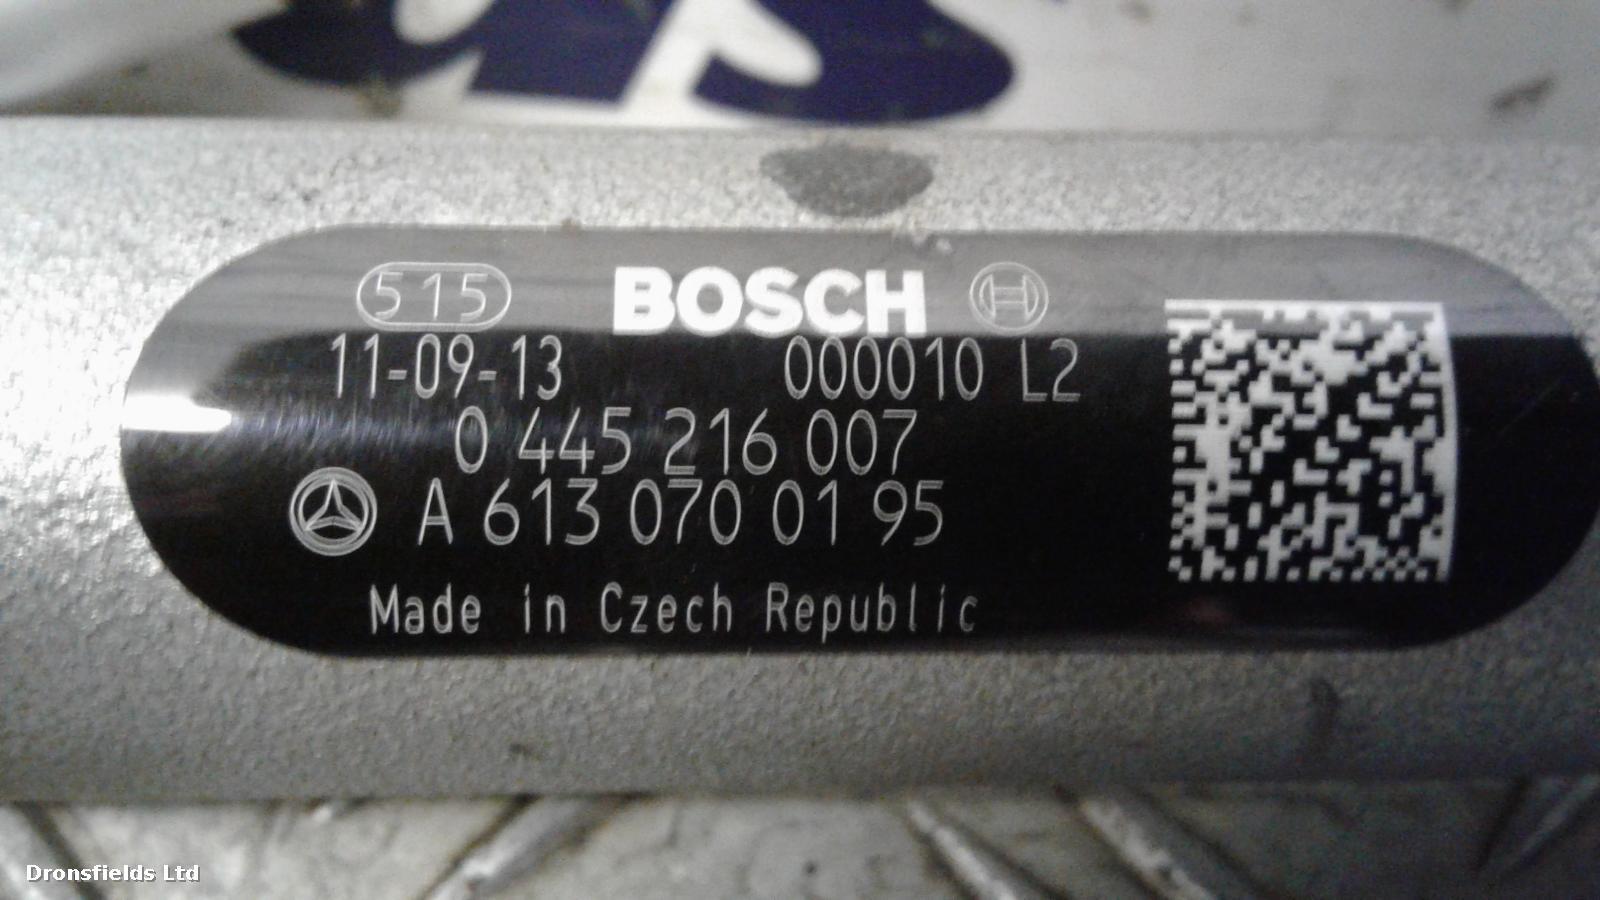 515 BOSCH
11-09-13 000010 L2
0 445 216 007
A 613 070 01 95
Made in Czech Republic
Dronsfields Ltd